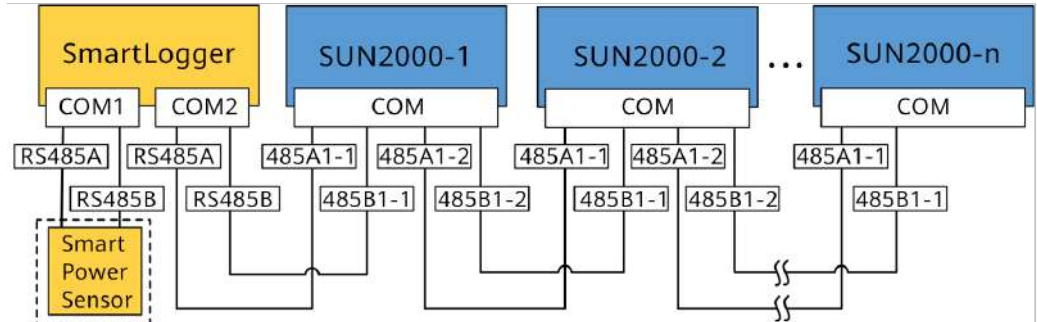 SmartLogger
SUN2000-1
SUN2000-2
...
SUN2000-n
COM1
COM2
COM
COM
COM
RS485A
RS485A
485A1-1
485A1-2
485A1-1
485A1-2
485A1-1
RS485B
RS485B
485B1-1
485B1-2
485B1-1
485B1-2
485B1-1
Smart
Power
Sensor